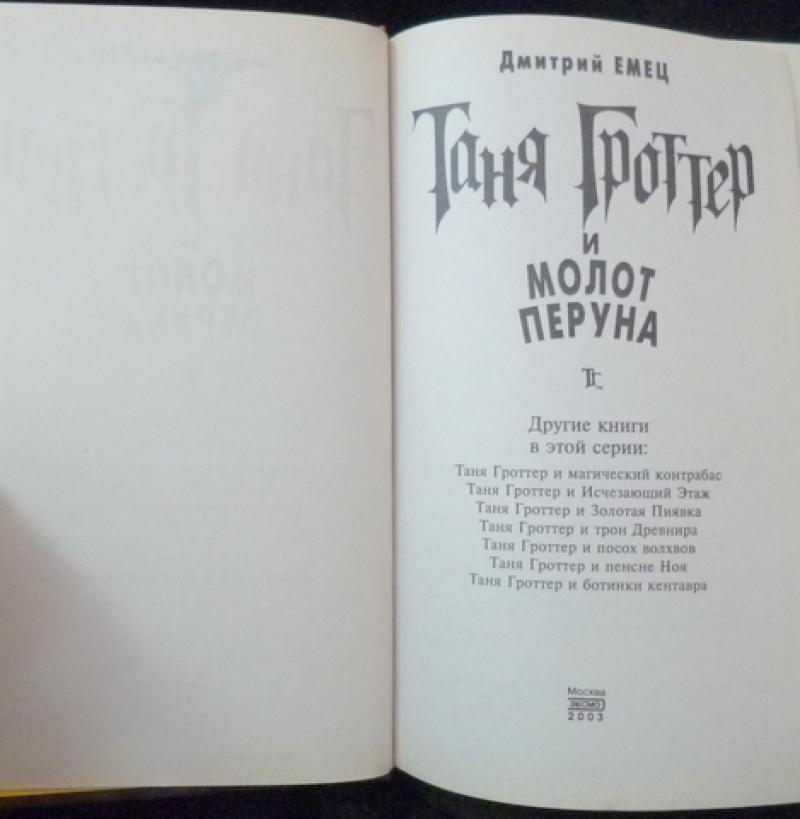 Дмитрий ЕМЕЦ
Таня Гроттер
и
МОЛОТ
ПЕРУНА
ТГ™
Другие книги
в этой серии:
Таня Гроттер и магический контрабас
Таня Гроттер и Исчезающий Этаж
Таня Гроттер и Золотая Пиявка
Таня Гроттер и трон Древнира
Таня Гроттер и посох волхвов
Таня Гроттер и пенсне Ноя
Таня Гроттер и ботинки кентавра
Москва
ЭКСМО
2003